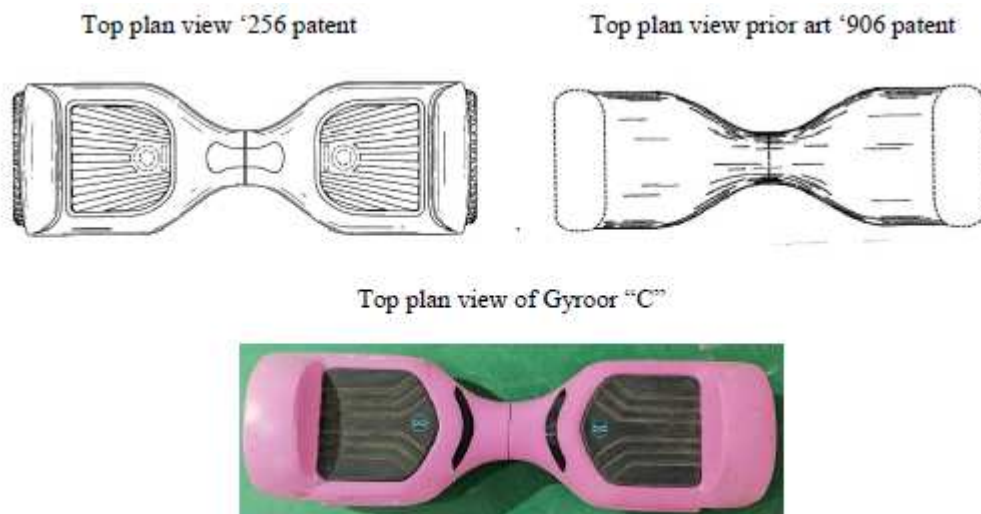 Top plan view ‘256 patent
Top plan view prior art ‘906 patent
Top plan view of Gyroor “C”